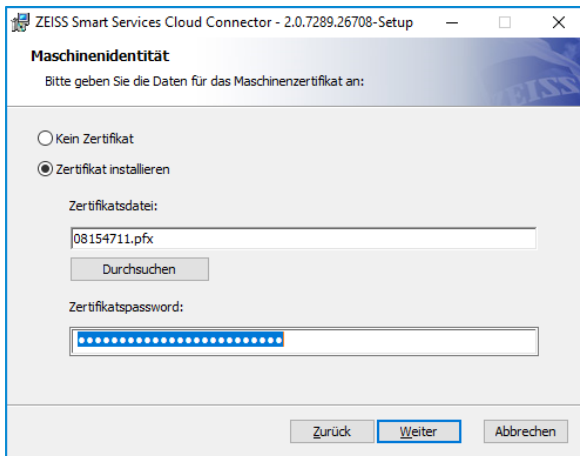 ZEISS Smart Services Cloud Connector - 2.0.7289.26708-Setup
Maschinenidentität
Bitte geben Sie die Daten für das Maschinenzertifikat an:
ZEISS
Kein Zertifikat
Zertifikat installieren
Zertifikatsdatei:
08154711.pfx
Durchsuchen
Zertifikatspassword:
●●●●●●●●●●●●●●●●●●●●●●●●●
Zurück Weiter Abbrechen